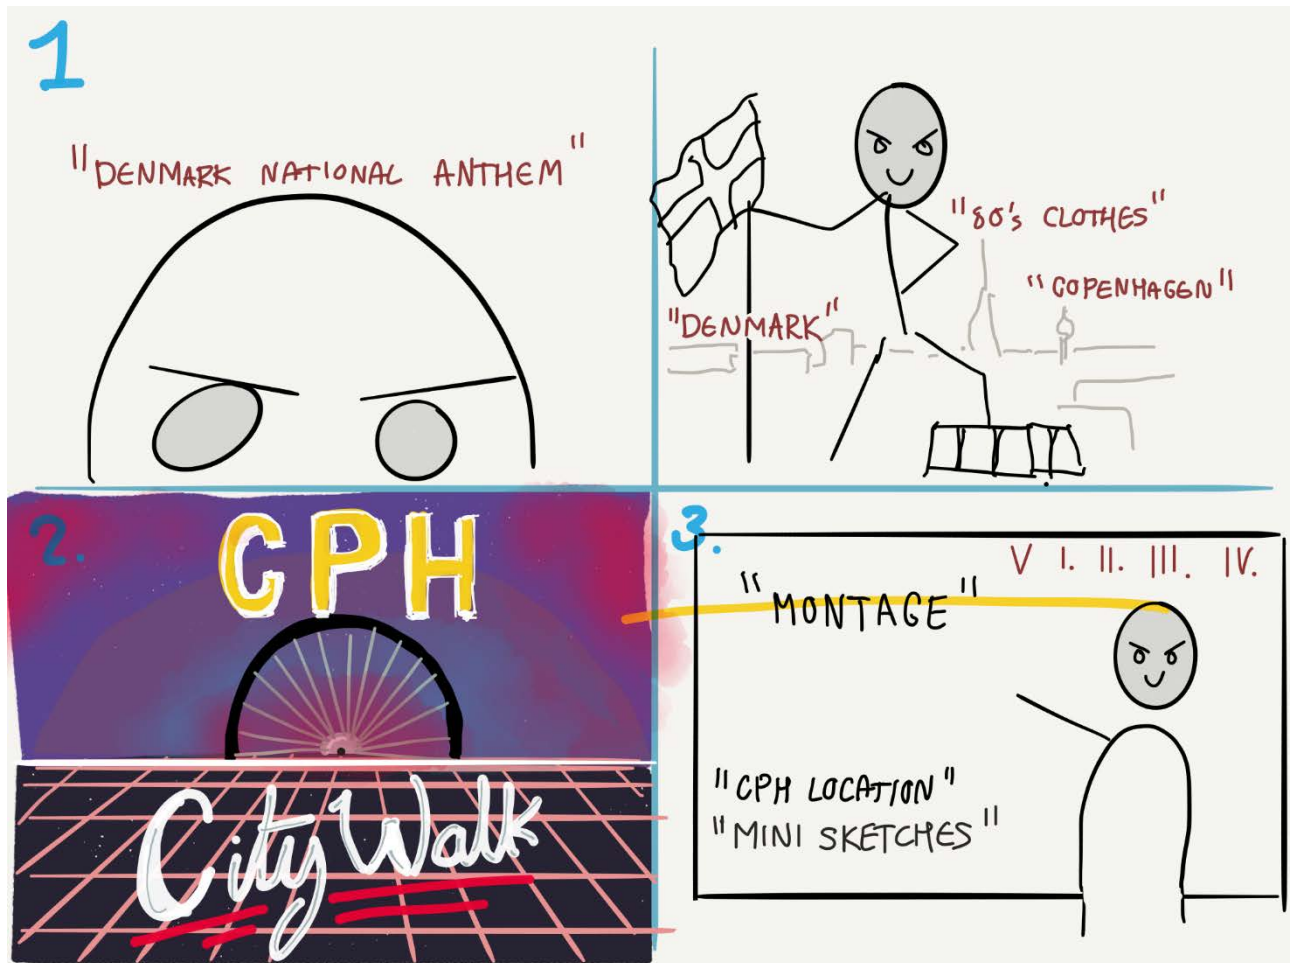 1
"DENMARK NATIONAL ANTHEM"
"80's CLOTHES"
"COPENHAGEN"
"DENMARK"
2.
CPH
City Walk
3.
V I. II. III. IV.
"MONTAGE"
"CPH LOCATION"
"MINI SKETCHES"